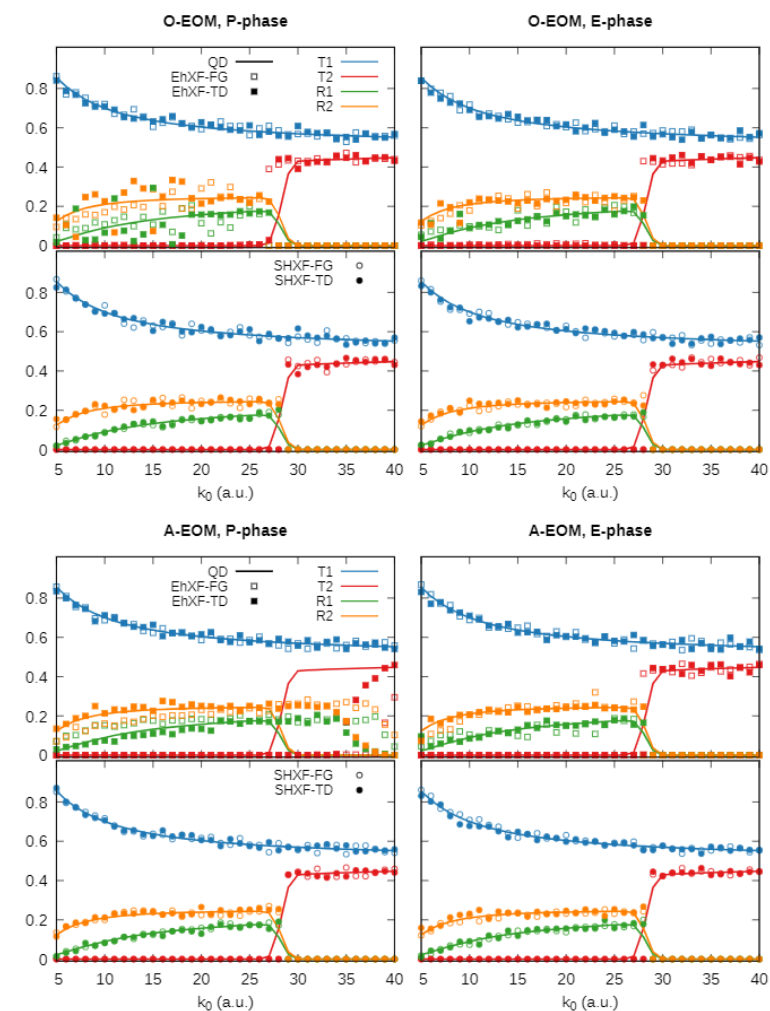 O-EOM, P-phase
O-EOM, E-phase
QD
T1
EhXF-FG
T2
EhXF-TD
R1
R2
0.8
0.6
0.4
0.2
0
SHXF-FG
SHXF-TD
SHXF-FG
SHXF-TD
0.8
0.6
0.4
0.2
0
5 10 15 20 25 30 35 40
5 10 15 20 25 30 35 40
k0 (a.u.)
k0 (a.u.)
A-EOM, P-phase
A-EOM, E-phase
QD
T1
EhXF-FG
T2
EhXF-TD
R1
R2
0.8
0.6
0.4
0.2
0
SHXF-FG
SHXF-TD
0.8
0.6
0.4
0.2
0
5 10 15 20 25 30 35 40
5 10 15 20 25 30 35 40
k0 (a.u.)
k0 (a.u.)